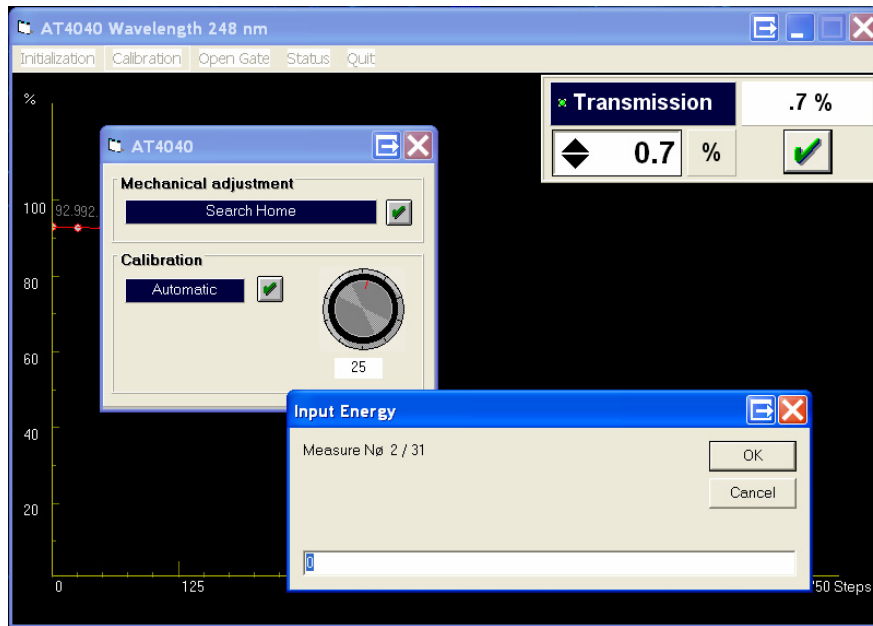 AT4040 Wavelength 248 nm
Initialization Calibration Open Gate Status Quit
%
Transmission .7 %
0.7 %
AT4040
Mechanical adjustment
Search Home
Calibration
Automatic
25
100 92.992.
80
60
40
20
0 125 '50 Steps
Input Energy
Measure Nø 2 / 31
OK
Cancel
0